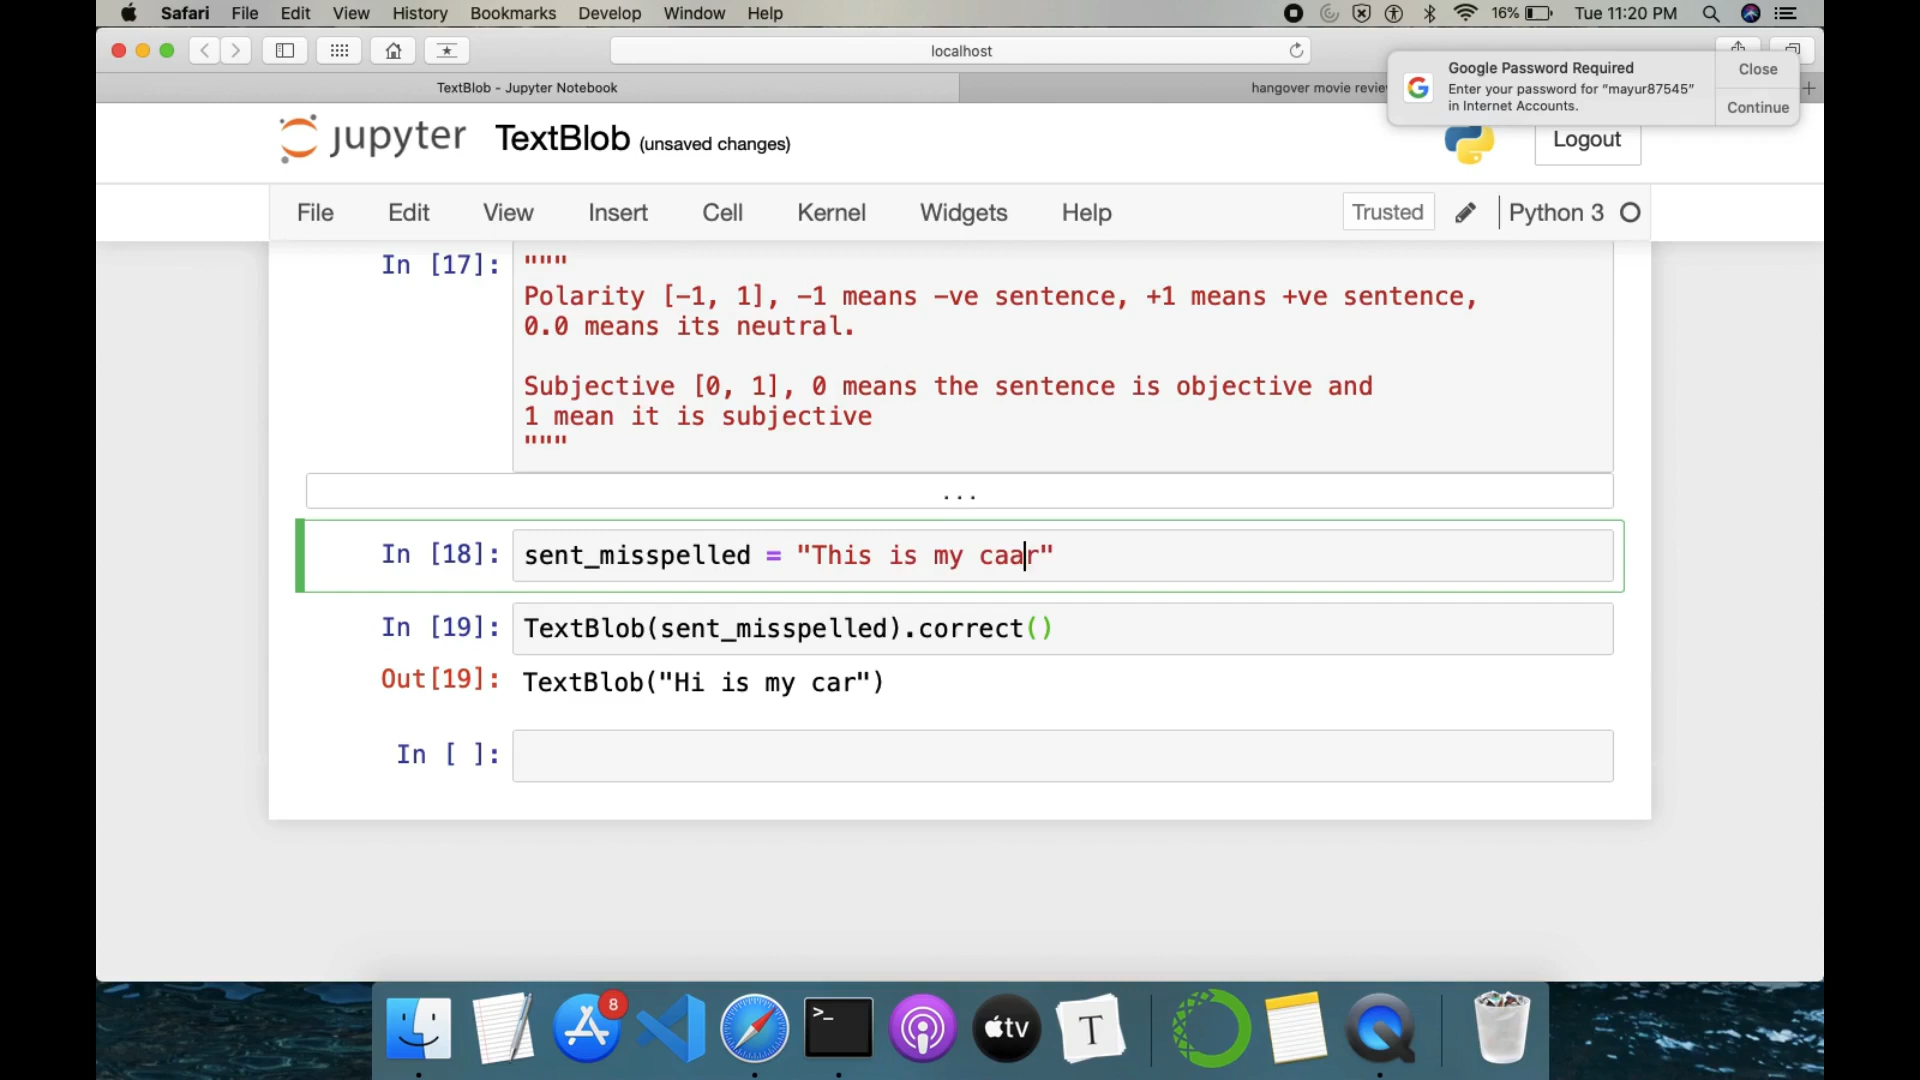 Safari File Edit View History Bookmarks Develop Window Help 16% Tue 11:20 PM
localhost
Google Password Required
Enter your password for “mayur87545”
in Internet Accounts.
Close
Continue
TextBlob - Jupyter Notebook
hangover movie revie
jupyter TextBlob (unsaved changes)
Logout
File Edit View Insert Cell Kernel Widgets Help Trusted Python 3
In [17]: """
Polarity [-1, 1], -1 means -ve sentence, +1 means +ve sentence,
0.0 means its neutral.
Subjective [0, 1], 0 means the sentence is objective and
1 mean it is subjective
"""
...
In [18]: sent_misspelled = "This is my caar"
In [19]: TextBlob(sent_misspelled).correct()
Out[19]: TextBlob("Hi is my car")
In [ ]:
8
>_
tv
T